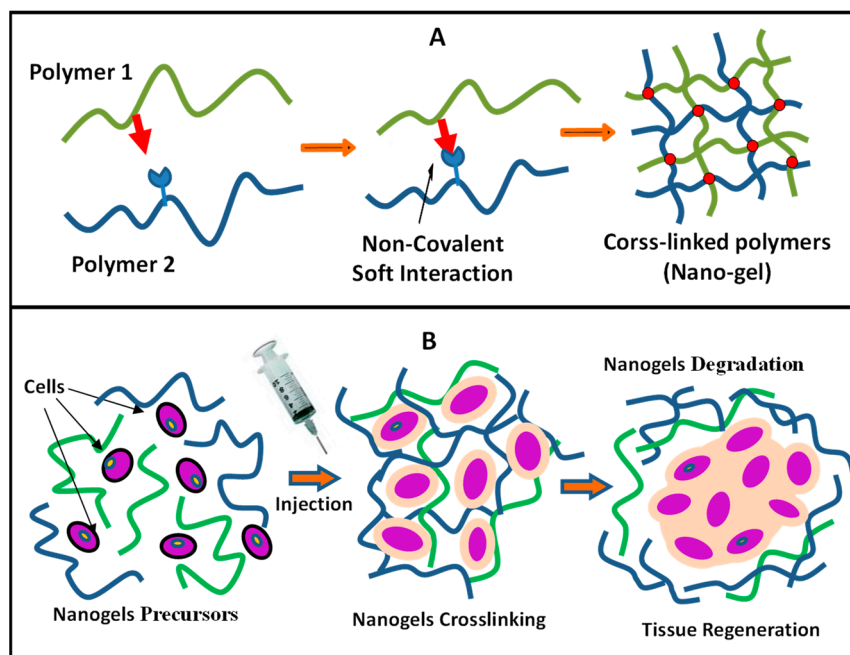 A
Polymer 1
Polymer 2
Non-Covalent
Soft Interaction
Corss-linked polymers
(Nano-gel)
B
Cells
Injection
Nanogels Degradation
Nanogels Precursors
Nanogels Crosslinking
Tissue Regeneration